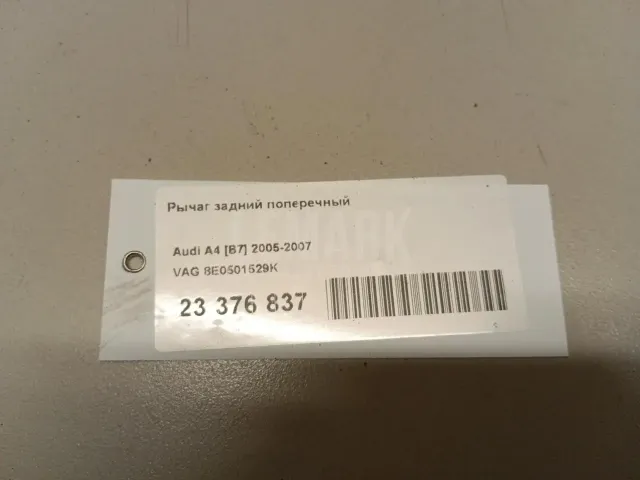 Рычаг задний поперечный
Audi A4 [B7] 2005-2007
VAG 8E0501529K
23 376 837